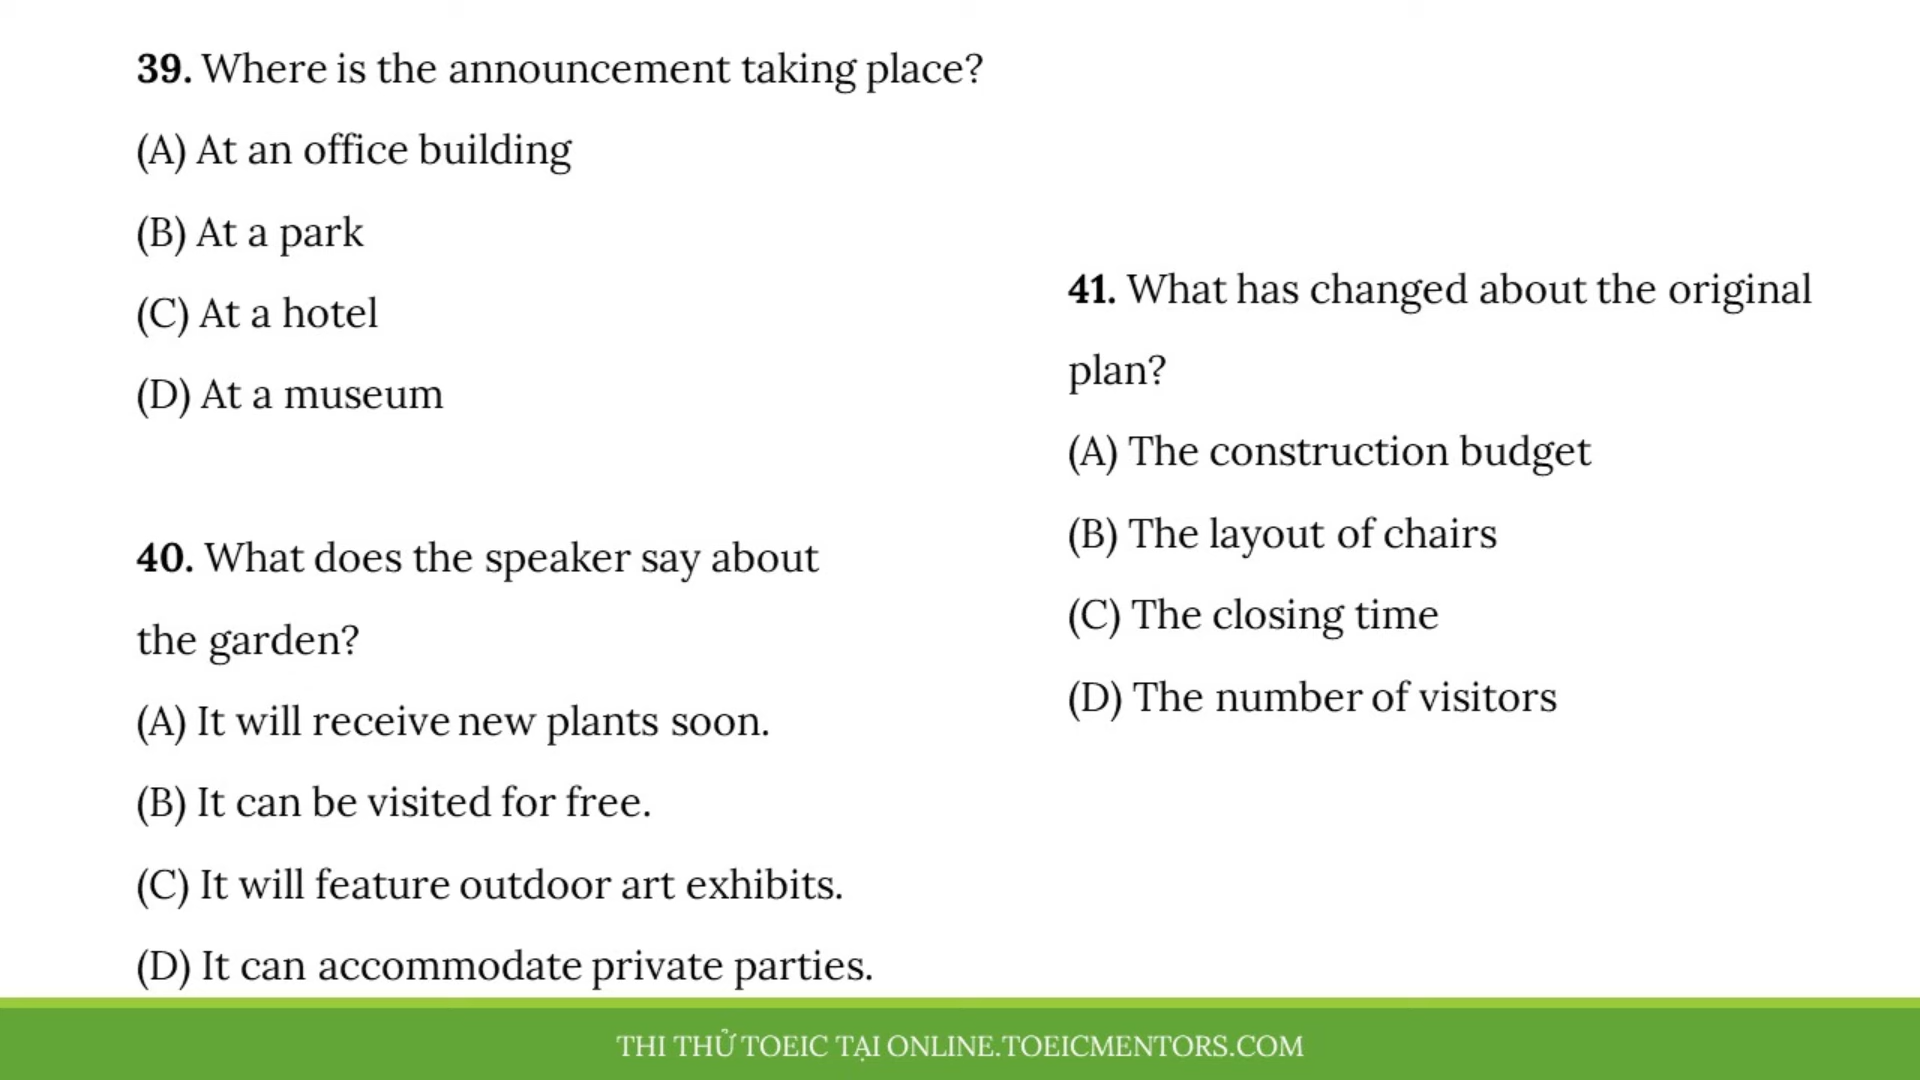 39. Where is the announcement taking place?
(A) At an office building
(B) At a park
(C) At a hotel
(D) At a museum
40. What does the speaker say about
the garden?
(A) It will receive new plants soon.
(B) It can be visited for free.
(C) It will feature outdoor art exhibits.
(D) It can accommodate private parties.
41. What has changed about the original
plan?
(A) The construction budget
(B) The layout of chairs
(C) The closing time
(D) The number of visitors
THI THỬ TOEIC TẠI ONLINE.TOEICMENTORS.COM